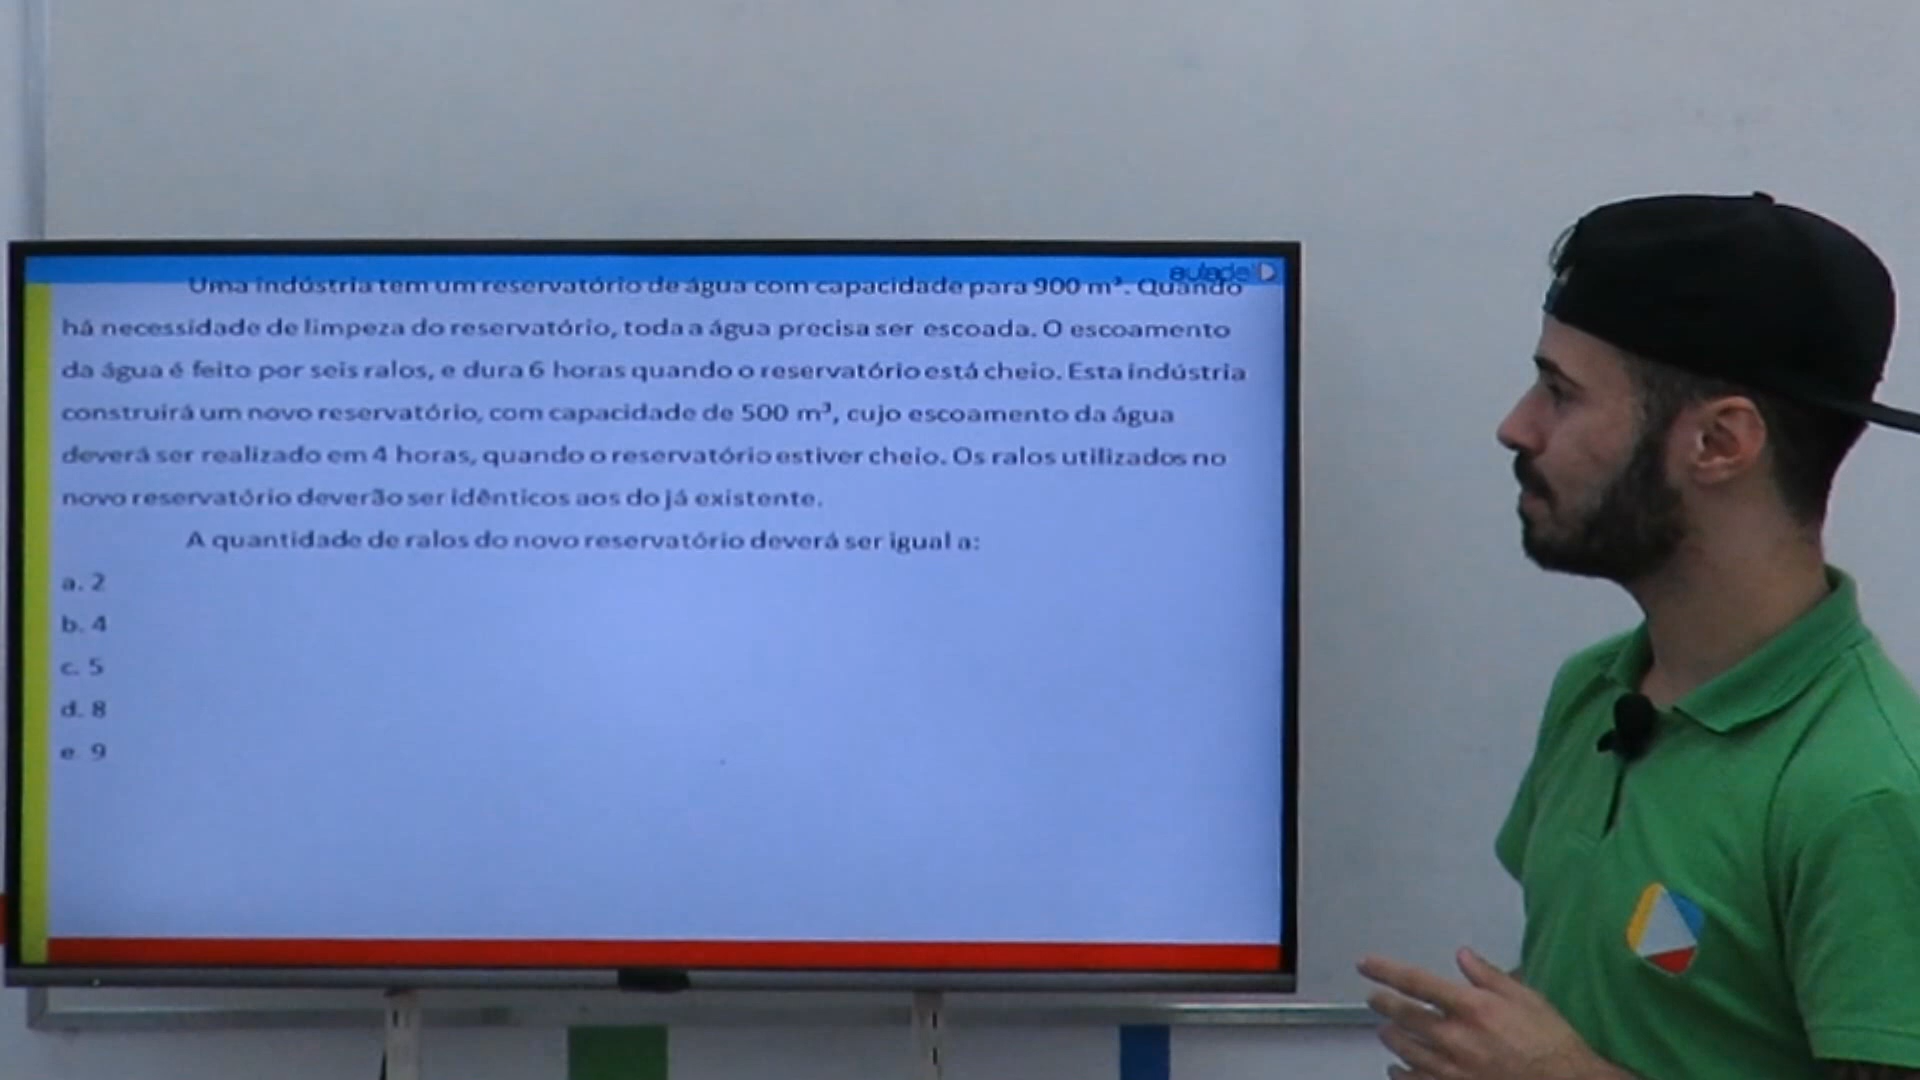 aulade
Uma indústria tem um reservatório de água com capacidade para 900 m³. Quando
há necessidade de limpeza do reservatório, toda a água precisa ser escoada. O escoamento
da água é feito por seis ralos, e dura 6 horas quando o reservatório está cheio. Esta indústria
construirá um novo reservatório, com capacidade de 500 m³, cujo escoamento da água
deverá ser realizado em 4 horas, quando o reservatório estiver cheio. Os ralos utilizados no
novo reservatório deverão ser idênticos aos do já existente.
A quantidade de ralos do novo reservatório deverá ser igual a:
a. 2
b. 4
c. 5
d. 8
e 9